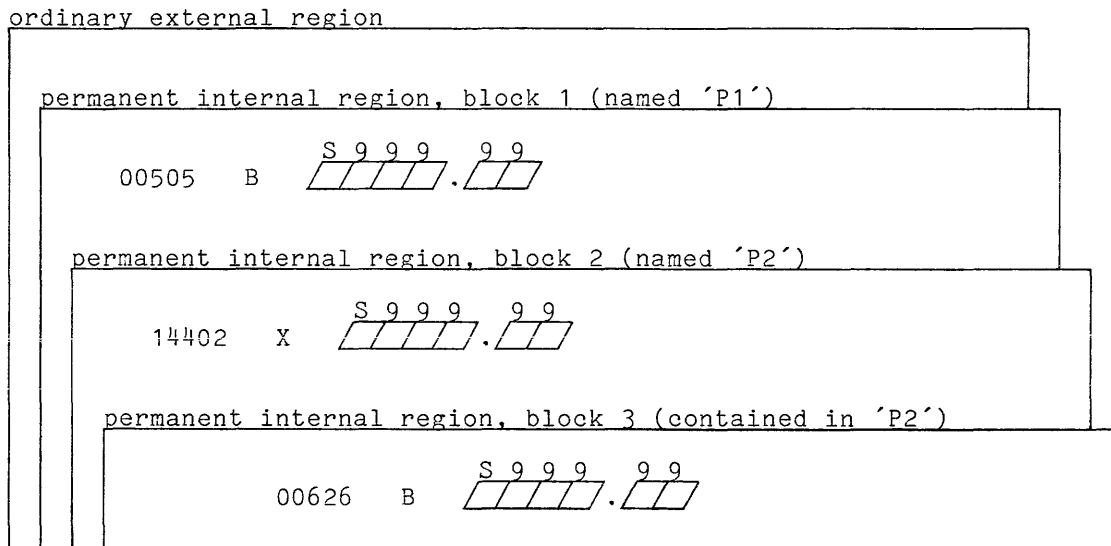 ordinary external region
permanent internal region, block 1 (named ´P1´)
S 9 9 9 9 9
00505 B .
permanent internal region, block 2 (named ´P2´)
S 9 9 9 9 9
14402 X .
permanent internal region, block 3 (contained in ´P2´)
S 9 9 9 9 9
00626 B .